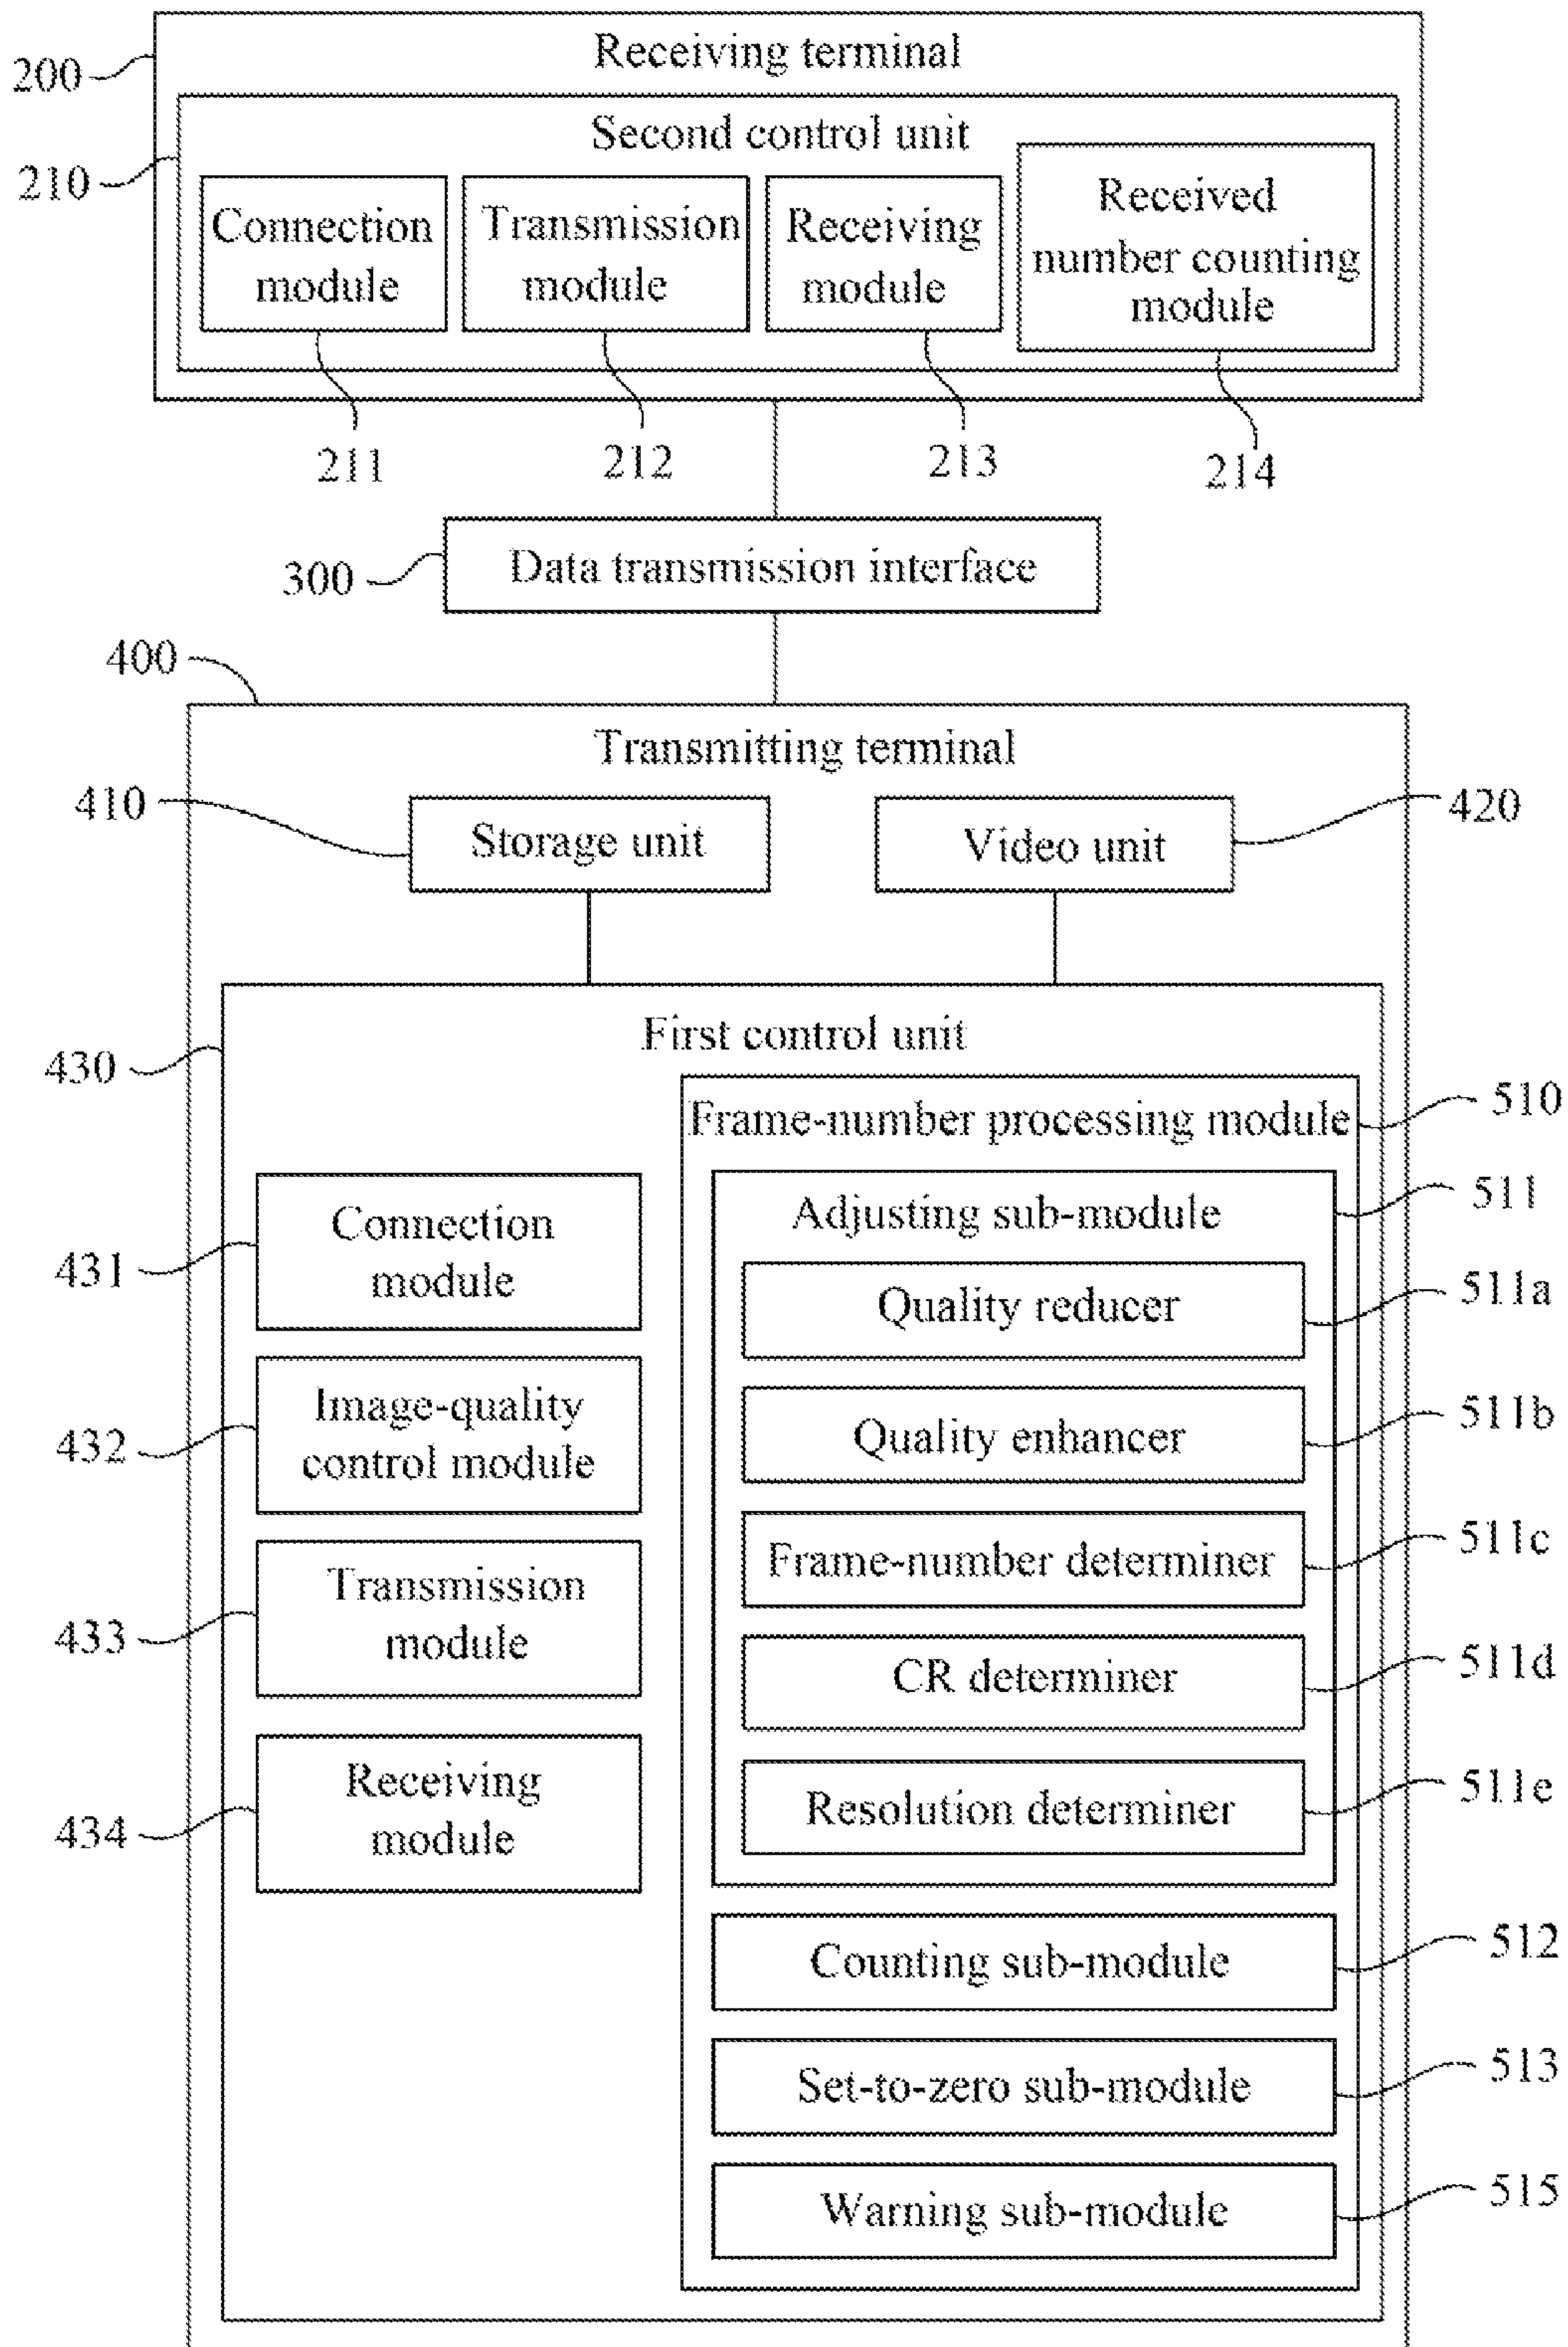 Receiving terminal
200
Second control unit
210
Connection
module
Transmission
module
Receiving
module
Received
number counting
module
211
212
213
214
300
Data transmission interface
400
Transmitting terminal
410
Storage unit
Video unit
420
First control unit
430
Frame-number processing module
510
Connection
module
431
Image-quality
control module
432
Transmission
module
433
Receiving
module
434
Adjusting sub-module
511
Quality reducer
511a
Quality enhancer
511b
Frame-number determiner
511c
CR determiner
511d
Resolution determiner
511e
Counting sub-module
512
Set-to-zero sub-module
513
Warning sub-module
515